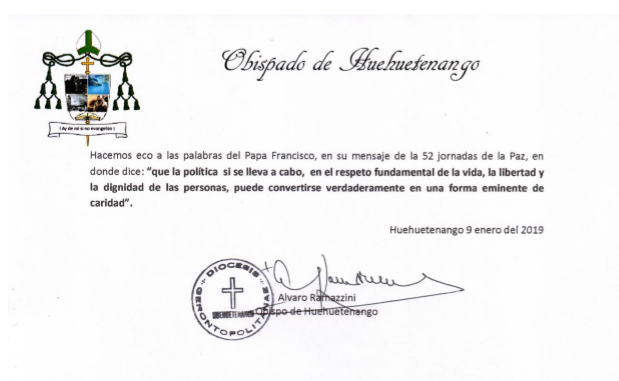 Obispado de Huehuetenango
¡Ay de mí si no evangelizo!
Hacemos eco a las palabras del Papa Francisco, en su mensaje de la 52 jornadas de la Paz, en
donde dice: “que la política si se lleva a cabo, en el respeto fundamental de la vida, la libertad y
la dignidad de las personas, puede convertirse verdaderamente en una forma eminente de
caridad”.
Huehuetenango 9 enero del 2019
DIOCESIS
GERONTOPOLITANAE
HUEHUETENANGO
Alvaro Ramazzini
Obispo de Huehuetenango